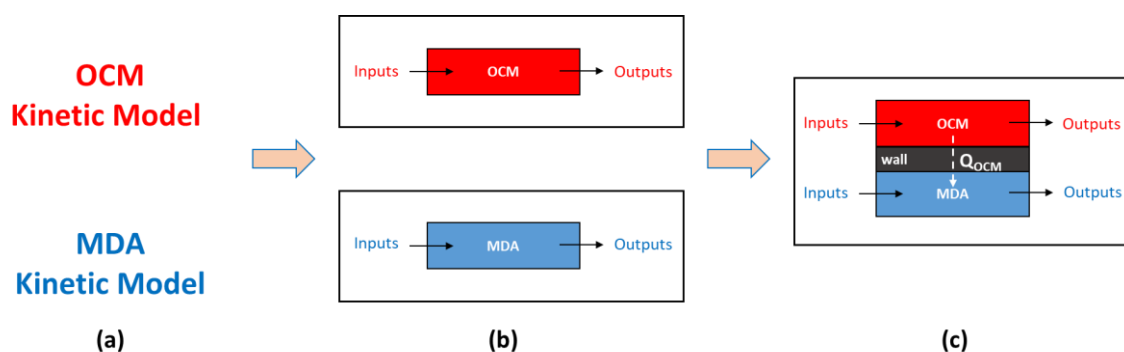 OCM
Kinetic Model
MDA
Kinetic Model
(a)
Inputs OCM Outputs
Inputs MDA Outputs
(b)
Inputs OCM Outputs
wall Q_OCM
Inputs MDA Outputs
(c)